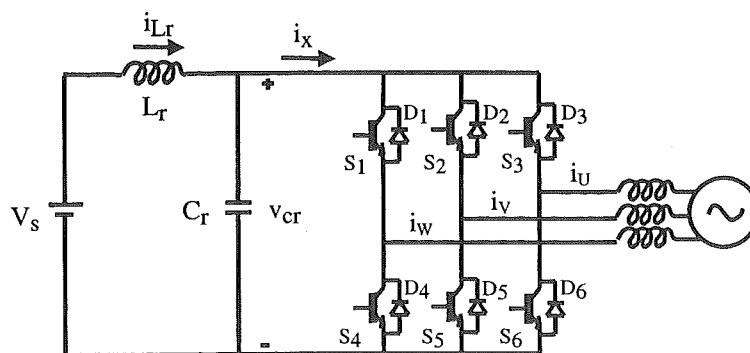 iLr
ix
Lr
+
D1
D2
D3
S1
S2
S3
iU
Vs
Cr
vcr
iV
iW
D4
D5
D6
-
S4
S5
S6